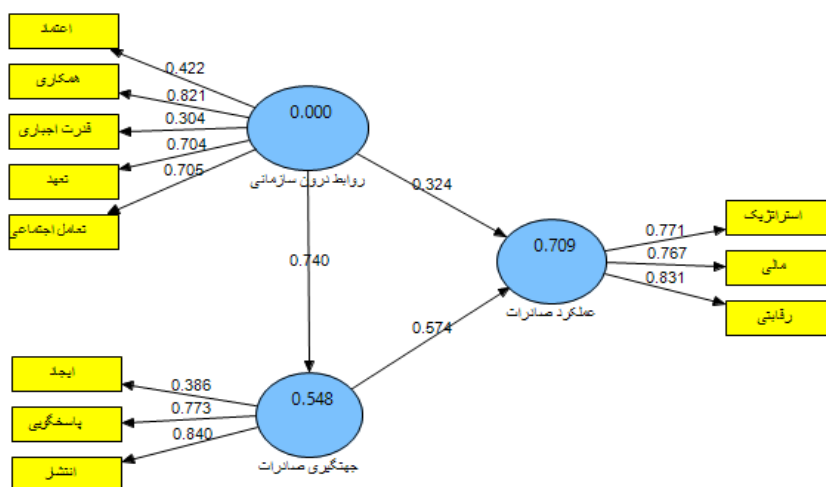 اعتماد
همکاری
قدرت اجباری
تعهد
تعامل اجتماعی
0.422
0.821
0.304
0.704
0.705
0.000
روابط درون سازمانی
0.324
0.740
0.574
0.709
عملکرد صادرات
0.771
0.767
0.831
استراتژیک
مالی
رقابتی
ایجاد
پاسخگویی
انتشار
0.386
0.773
0.840
0.548
جهتگیری صادرات